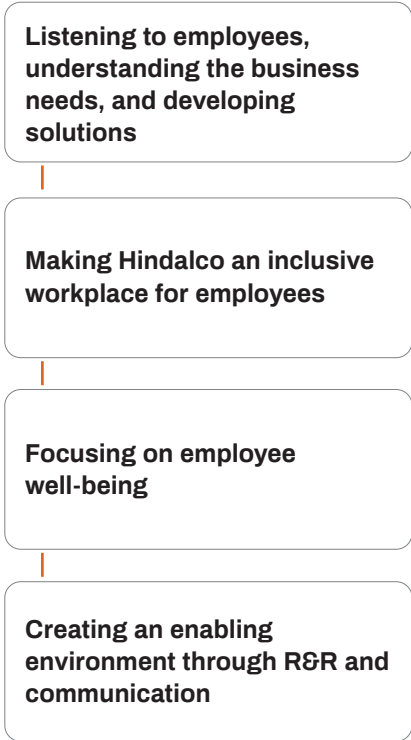 Listening to employees,
understanding the business
needs, and developing
solutions
Making Hindalco an inclusive
workplace for employees
Focusing on employee
well-being
Creating an enabling
environment through R&R and
communication